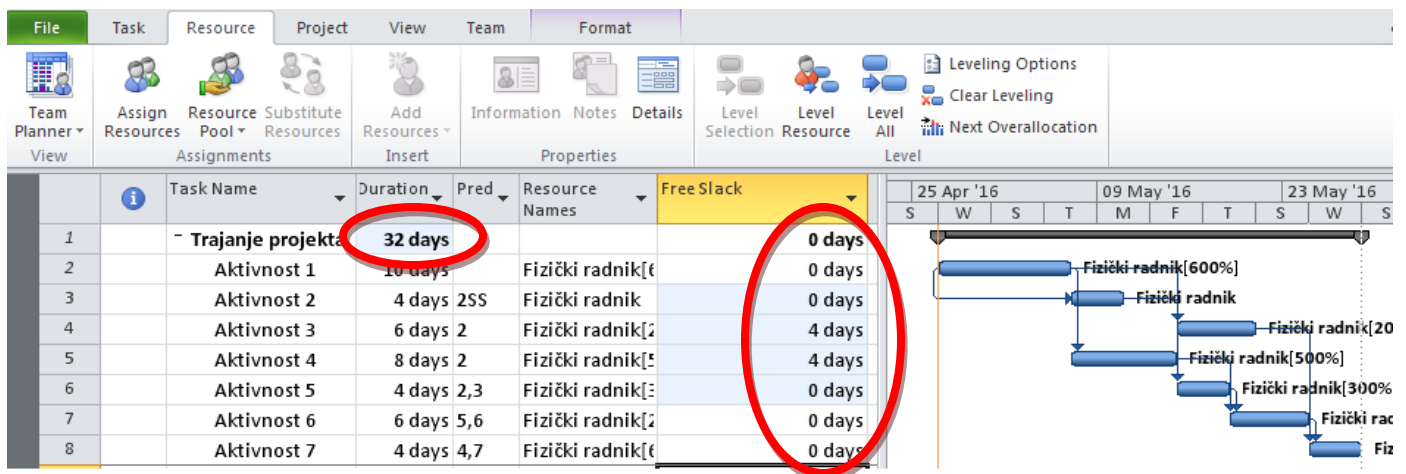 File Task Resource Project View Team Format
Team Planner Assign Resources Resource Pool Substitute Resources Add Resources Information Notes Details Level Selection Level Resource Level All Leveling Options
Clear Leveling
Next Overallocation
View Assignments Insert Properties Level
Task Name Duration Pred Resource Names Free Slack 25 Apr '16 09 May '16 23 May '16
S W S T M F T S W S
1 Trajanje projekta 32 days 0 days
2 Aktivnost 1 10 days Fizički radnik[6 0 days Fizički radnik[600%]
3 Aktivnost 2 4 days 2SS Fizički radnik 0 days Fizički radnik
4 Aktivnost 3 6 days 2 Fizički radnik[2 4 days Fizički radnik[20
5 Aktivnost 4 8 days 2 Fizički radnik[5 4 days Fizički radnik[500%]
6 Aktivnost 5 4 days 2,3 Fizički radnik[3 0 days Fizički radnik[300%
7 Aktivnost 6 6 days 5,6 Fizički radnik[2 0 days Fizički rad
8 Aktivnost 7 4 days 4,7 Fizički radnik[6 0 days Fiz